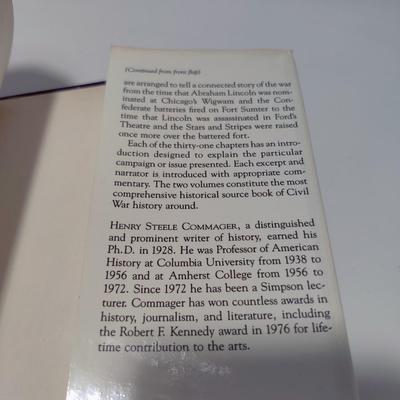 (Continued from front flap)
are arranged to tell a connected story of the war
from the time that Abraham Lincoln was nom-
inated at Chicago's Wigwam and the Con-
federate batteries fired on Fort Sumter to the
time that Lincoln was assassinated in Ford's
Theatre and the Stars and Stripes were raised
once more over the battered fort.
Each of the thirty-one chapters has an intro-
duction designed to explain the particular
campaign or issue presented. Each excerpt and
narrator is introduced with appropriate com-
mentary. The two volumes constitute the most
comprehensive historical source book of Civil
War history around.
HENRY STEELE COMMAGER, a distinguished
and prominent writer of history, earned his
Ph.D. in 1928. He was Professor of American
History at Columbia University from 1938 to
1956 and at Amherst College from 1956 to
1972. Since 1972 he has been a Simpson lec-
turer. Commager has won countless awards in
history, journalism, and literature, including
the Robert F. Kennedy award in 1976 for life-
time contribution to the arts.